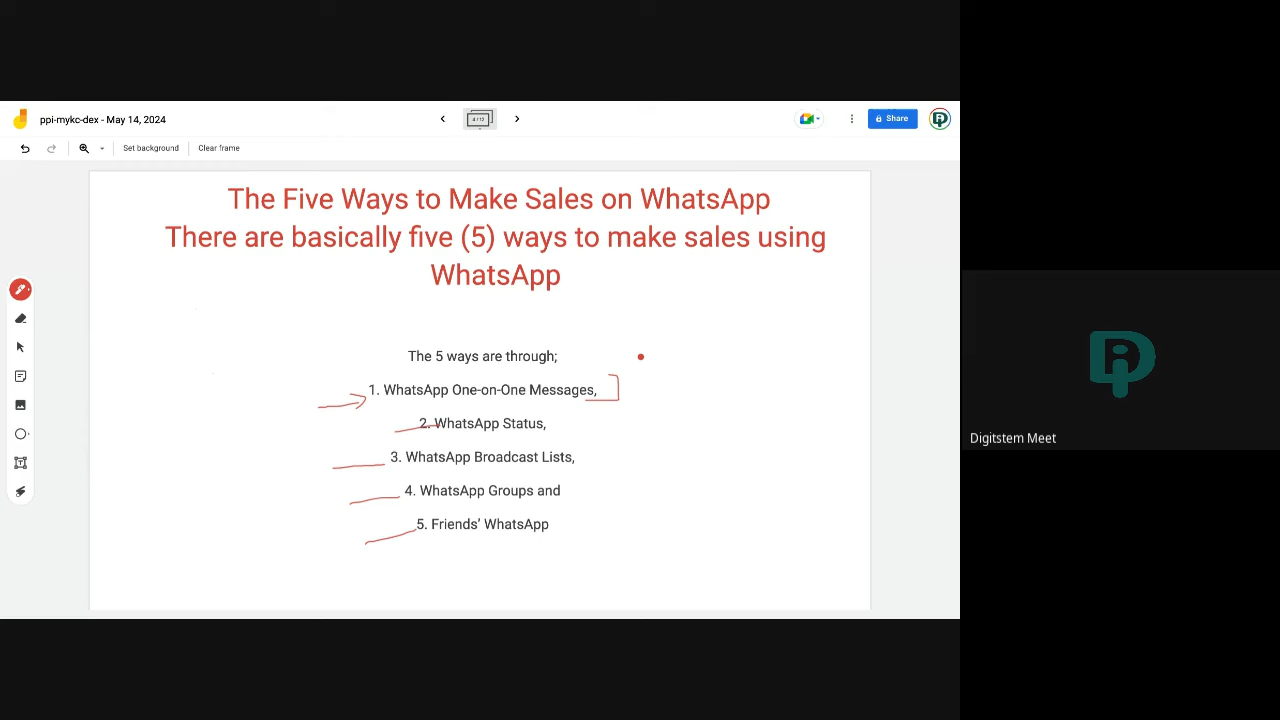 ppi-mykc-dex - May 14, 2024
4 / 12
Share
Set background
Clear frame
The Five Ways to Make Sales on WhatsApp
There are basically five (5) ways to make sales using
WhatsApp
The 5 ways are through;
1. WhatsApp One-on-One Messages,
2. WhatsApp Status,
3. WhatsApp Broadcast Lists,
4. WhatsApp Groups and
5. Friends’ WhatsApp
Digitstem Meet